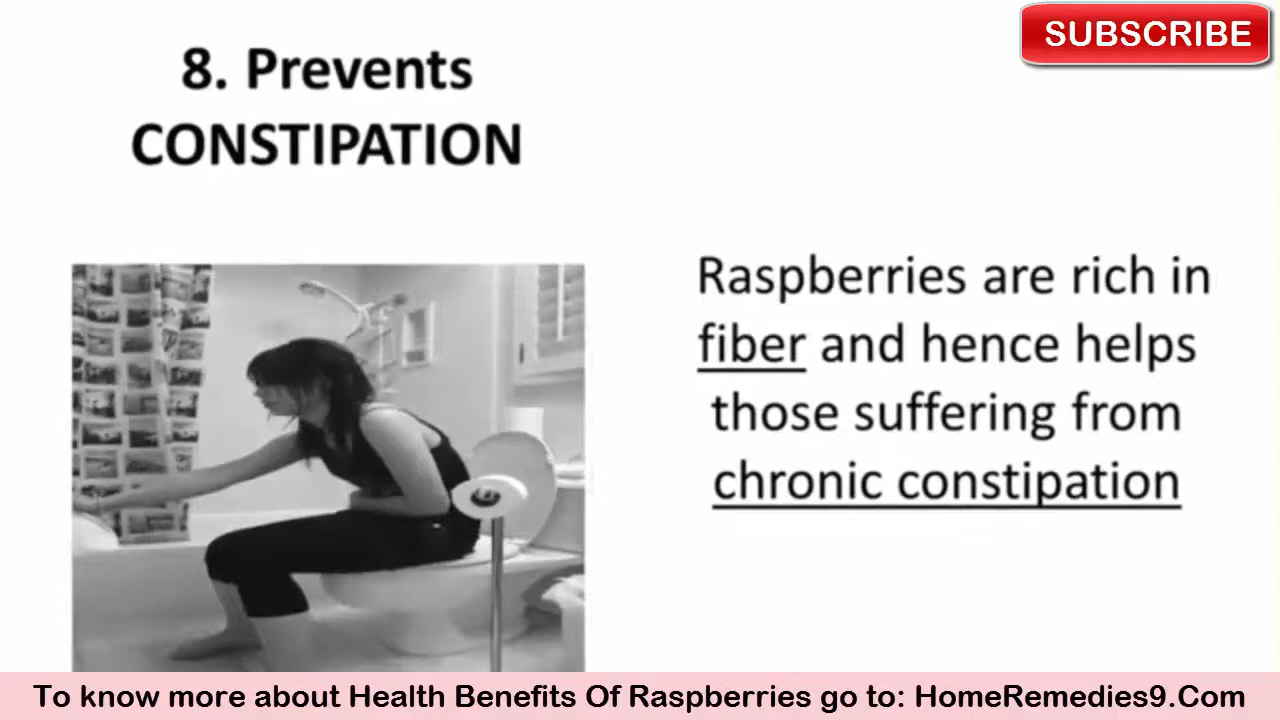 SUBSCRIBE
8. Prevents
CONSTIPATION
Raspberries are rich in
fiber and hence helps
those suffering from
chronic constipation
To know more about Health Benefits Of Raspberries go to: HomeRemedies9.Com